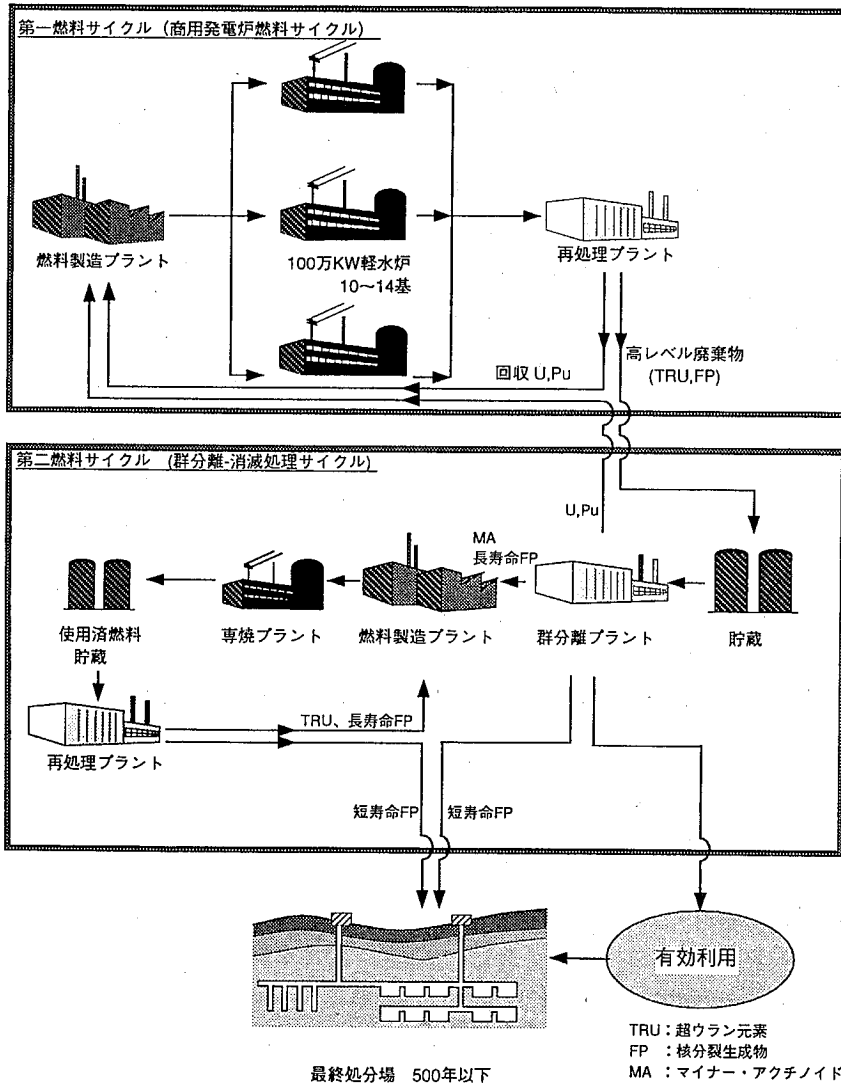 第一燃料サイクル（商用発電炉燃料サイクル）
燃料製造プラント
100万KW軽水炉
10〜14基
再処理プラント
回収 U,Pu
高レベル廃棄物
(TRU,FP)
第二燃料サイクル (群分離-消滅処理サイクル)
U,Pu
MA
長寿命FP
使用済燃料
貯蔵
専焼プラント
燃料製造プラント
群分離プラント
貯蔵
再処理プラント
TRU、長寿命FP
短寿命FP
短寿命FP
有効利用
最終処分場 500年以下
TRU：超ウラン元素
FP ：核分裂生成物
MA ：マイナー・アクチノイド